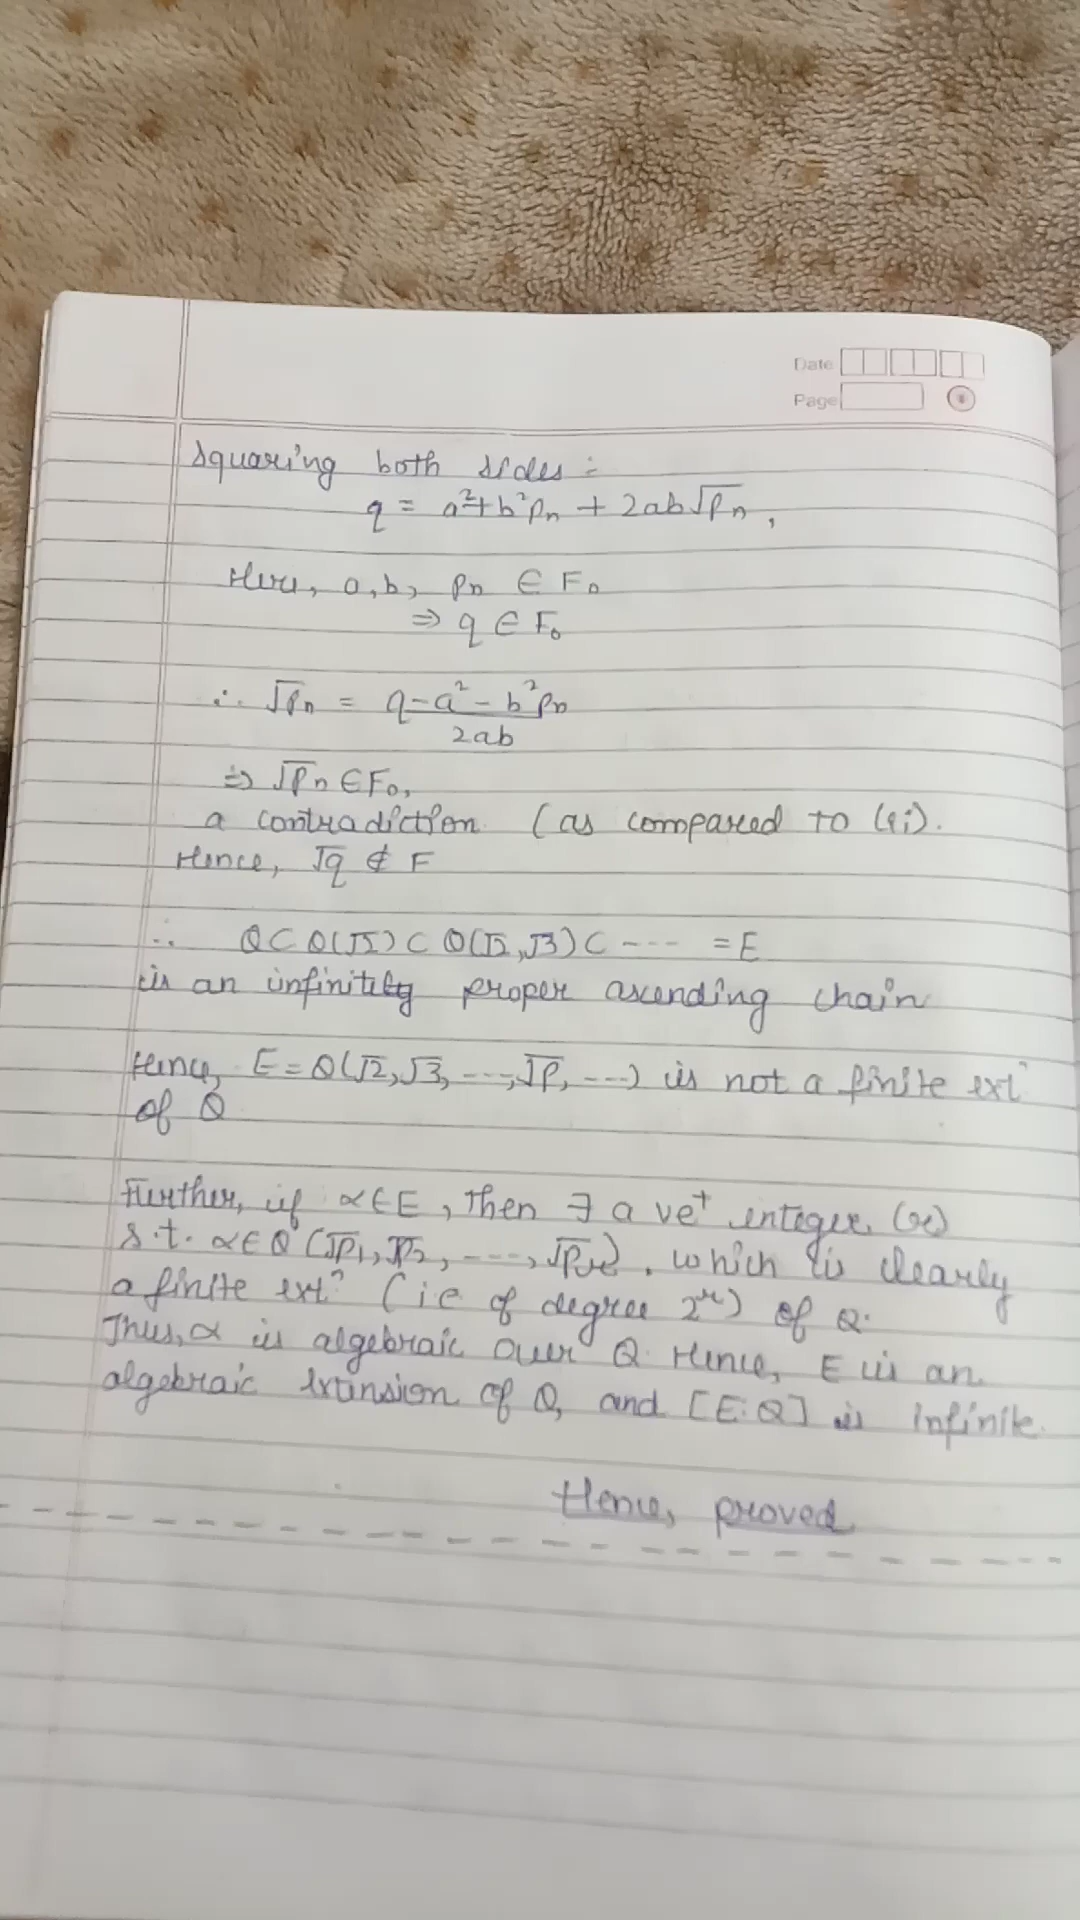 Date
Page
Squaring both sides :-
q = a²+b²pn + 2ab√pn ,
Here, a,b, pn ∈ F₀
⇒ q ∈ F₀
∴ √pn = q-a²-b²pn
2ab
⇒ √pn ∈ F₀,
a contradiction (as compared to (ii).
Hence, √q ∉ F
∴ Q ⊂ Q(√2) ⊂ Q(√2,√3) ⊂ ---- = E
is an infinitely proper ascending chain
Hence, E = Q(√2,√3, ---,√p, ---) is not a finite extⁿ
of Q
Further, if α∈E, then ∃ a ve⁺ integer (r)
s.t. α∈Q (√p₁, √p₂, ----, √pr), which is clearly
a finite extⁿ (i.e of degree 2ʳ) of Q.
Thus, α is algebraic over Q. Hence, E is an
algebraic extension of Q, and [E:Q] is infinite.
Hence, proved